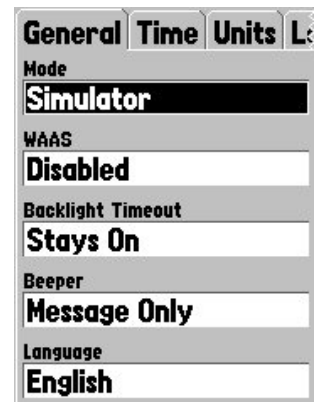 General Time Units
Mode
Simulator
WAAS
Disabled
Backlight Timeout
Stays On
Beeper
Message Only
Language
English